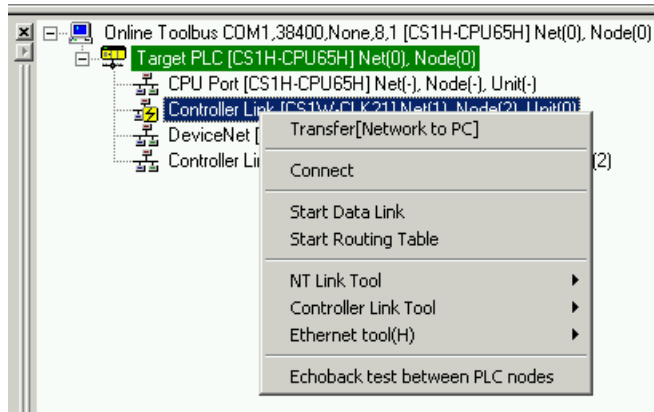 Online Toolbus COM1,38400,None,8,1 [CS1H-CPU65H] Net(0), Node(0)
Target PLC [CS1H-CPU65H] Net(0), Node(0)
CPU Port [CS1H-CPU65H] Net(-), Node(-), Unit(-)
Controller Link [CS1W-CLK21] Net(1), Node(2), Unit(0)
Transfer[Network to PC]
DeviceNet [
Controller Li (2)
Connect
Start Data Link
Start Routing Table
NT Link Tool
Controller Link Tool
Ethernet tool(H)
Echoback test between PLC nodes